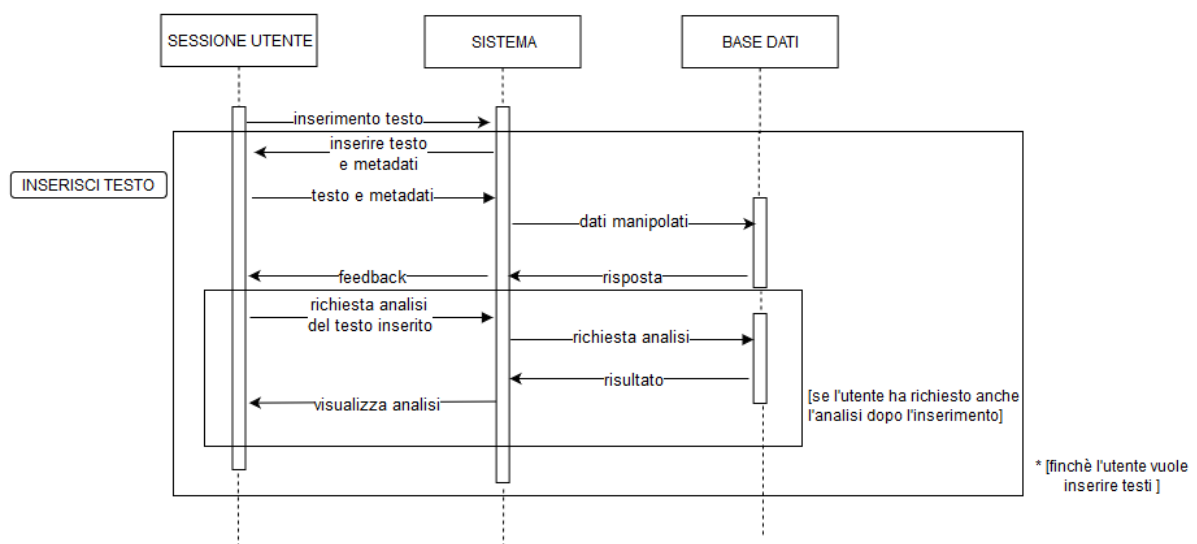 SESSIONE UTENTE
SISTEMA
BASE DATI
inserimento testo
inserire testo
e metadati
INSERISCI TESTO
testo e metadati
dati manipolati
feedback
risposta
richiesta analisi
del testo inserito
richiesta analisi
risultato
visualizza analisi
[se l'utente ha richiesto anche
l'analisi dopo l'inserimento]
* [finchè l'utente vuole
inserire testi ]